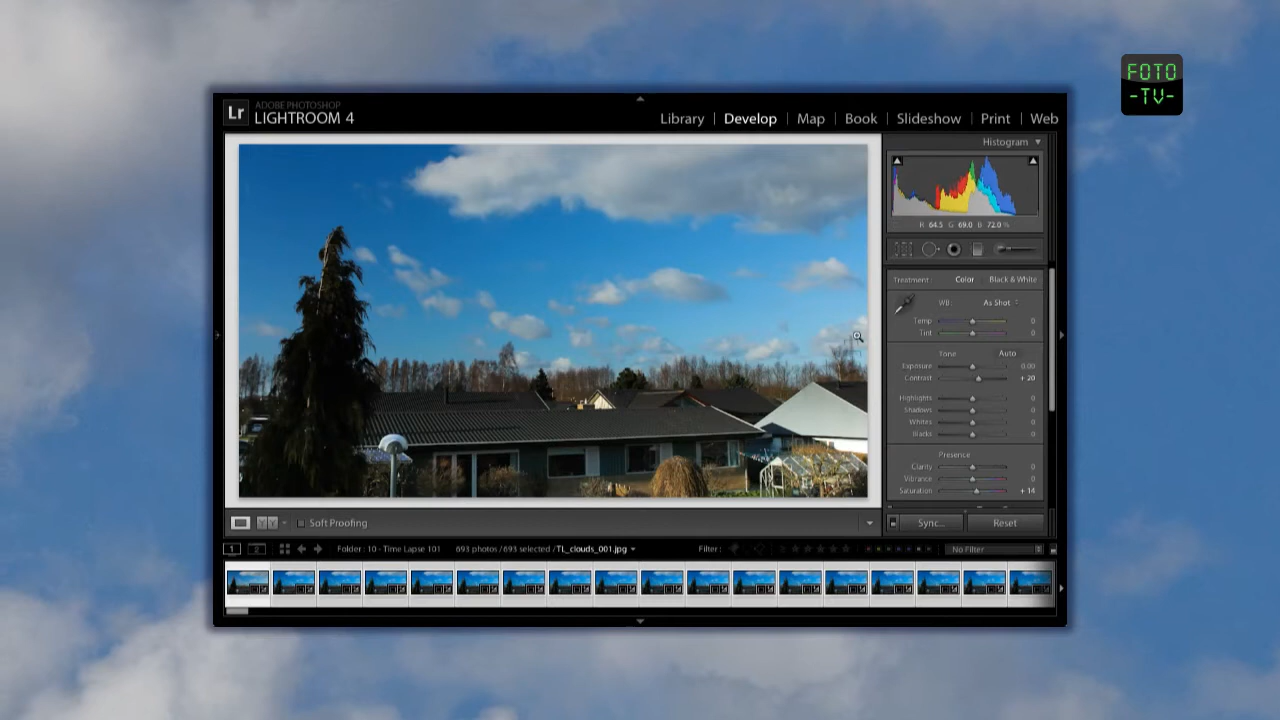 FOTO
-TV-
Lr
ADOBE PHOTOSHOP
LIGHTROOM 4
Library | Develop | Map | Book | Slideshow | Print | Web
Histogram
R 64.5 G 69.0 B 72.0 %
Treatment: Color Black & White
WB: As Shot
Temp 0
Tint 0
Tone Auto
Exposure 0.00
Contrast + 20
Highlights 0
Shadows 0
Whites 0
Blacks 0
Presence
Clarity 0
Vibrance 0
Saturation + 14
Soft Proofing
Sync... Reset
1 2 Folder : 10 - Time Lapse 101 693 photos / 693 selected / TL_clouds_001.jpg Filter : No Filter